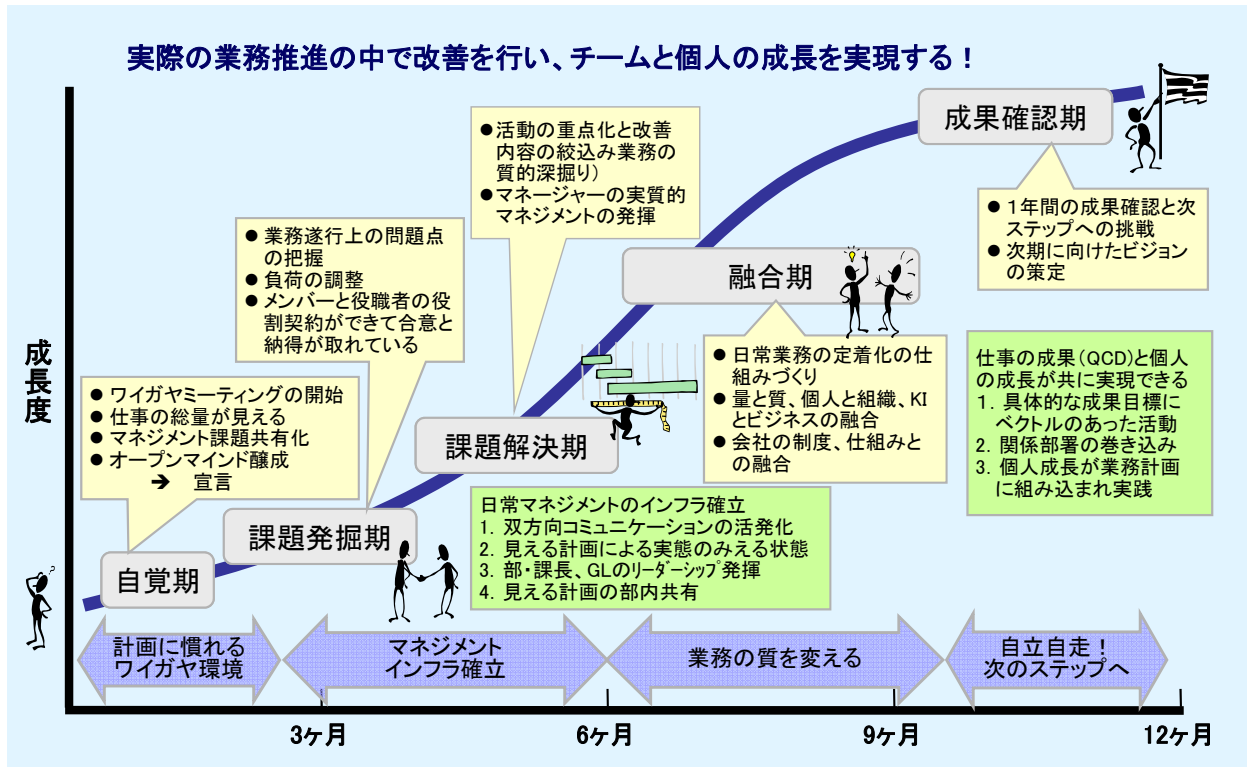 実際の業務推進の中で改善を行い、チームと個人の成長を実現する！
成長度
自覚期
●ワイガヤミーティングの開始
●仕事の総量が見える
●マネジメント課題共有化
●オープンマインド醸成
➔ 宣言
課題発掘期
●業務遂行上の問題点
の把握
●負荷の調整
●メンバーと役職者の役
割契約ができて合意と
納得が取れている
課題解決期
●活動の重点化と改善
内容の絞込み業務の
質的深掘り）
●マネージャーの実質的
マネジメントの発揮
融合期
●日常業務の定着化の仕
組みづくり
●量と質、個人と組織、KI
とビジネスの融合
●会社の制度、仕組みと
の融合
成果確認期
●１年間の成果確認と次
ステップへの挑戦
●次期に向けたビジョン
の策定
日常マネジメントのインフラ確立
1. 双方向コミュニケーションの活発化
2. 見える計画による実態のみえる状態
3. 部・課長、GLのﾘｰﾀﾞｰｼｯﾌﾟ発揮
4. 見える計画の部内共有
仕事の成果（QCD）と個人
の成長が共に実現できる
1. 具体的な成果目標に
ベクトルのあった活動
2. 関係部署の巻き込み
3. 個人成長が業務計画
に組み込まれ実践
計画に慣れる
ワイガヤ環境
マネジメント
インフラ確立
業務の質を変える
自立自走！
次のステップへ
3ヶ月
6ヶ月
9ヶ月
12ヶ月